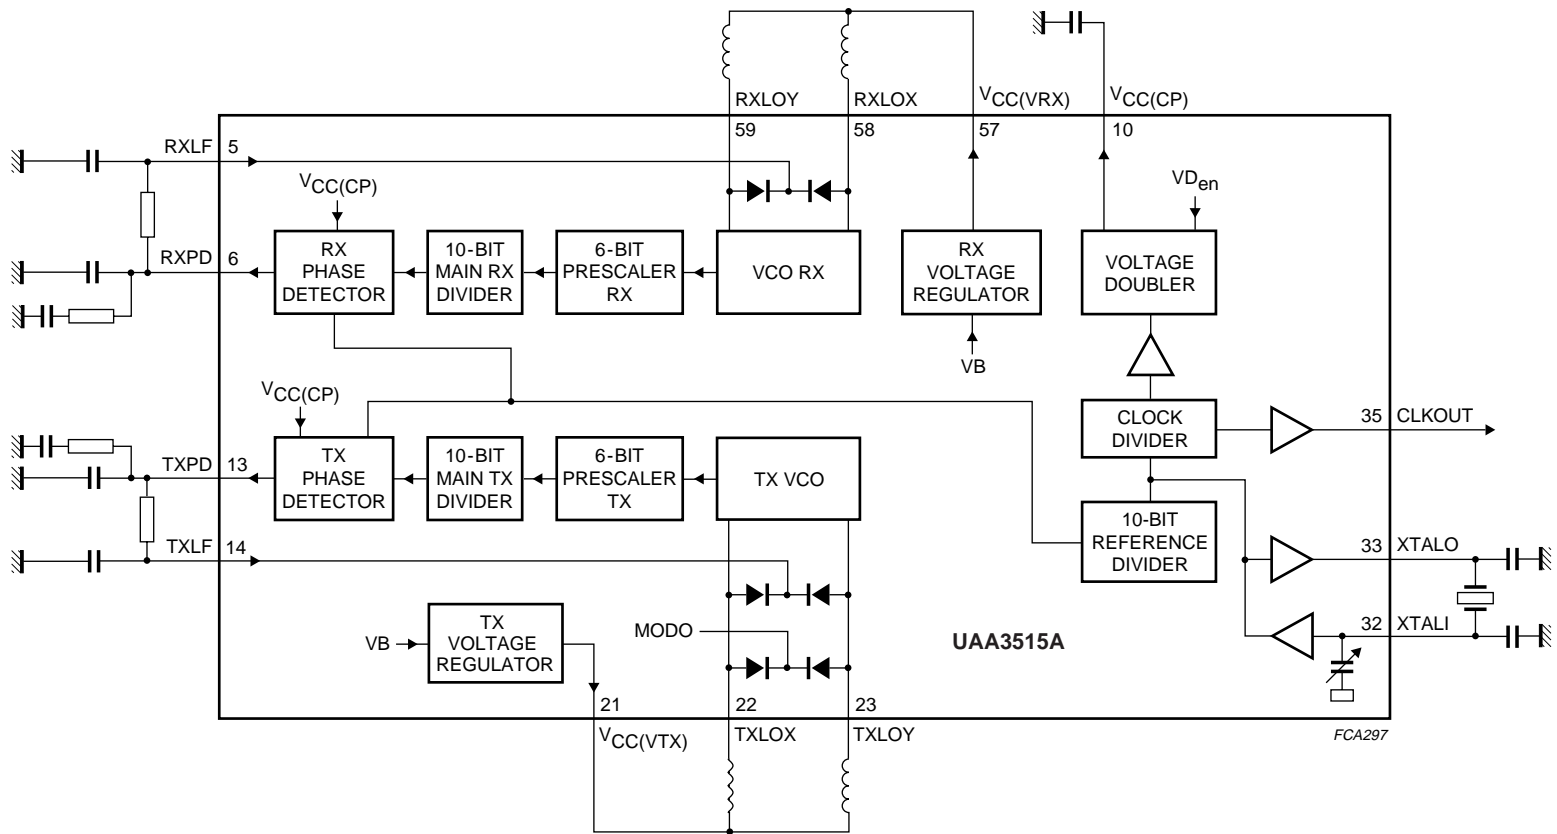 RXLOY
RXLOX
VCC(VRX)
VCC(CP)
59
58
57
10
RXLF
5
VCC(CP)
VDen
RXPD
6
RX
PHASE
DETECTOR
10-BIT
MAIN RX
DIVIDER
6-BIT
PRESCALER
RX
VCO RX
RX
VOLTAGE
REGULATOR
VOLTAGE
DOUBLER
VB
VCC(CP)
CLOCK
DIVIDER
35
CLKOUT
TXPD
13
TX
PHASE
DETECTOR
10-BIT
MAIN TX
DIVIDER
6-BIT
PRESCALER
TX
TX VCO
10-BIT
REFERENCE
DIVIDER
TXLF
14
33
XTALO
VB
TX
VOLTAGE
REGULATOR
MODO
UAA3515A
32
XTALI
21
22
23
VCC(VTX)
TXLOX
TXLOY
FCA297